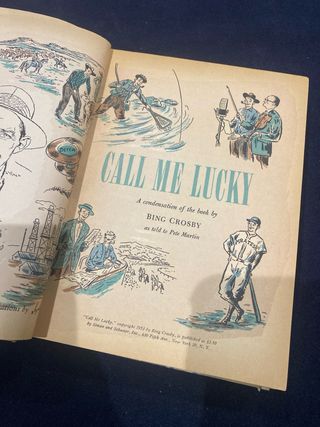 CALL ME LUCKY
A condensation of the book by
BING CROSBY
as told to Pete Martin
"Call Me Lucky," copyright 1953 by Bing Crosby, is published at $3.50
by Simon and Schuster, Inc., 630 Fifth Ave., New York 20, N. Y.
ations by